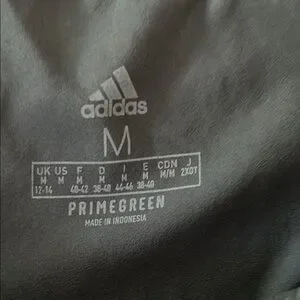 adidas
M
UK US F D I E CDN J
M M M M M M M/M 2XOT
12-14 40-42 38-40 44-46 38-40
PRIMEGREEN
MADE IN INDONESIA